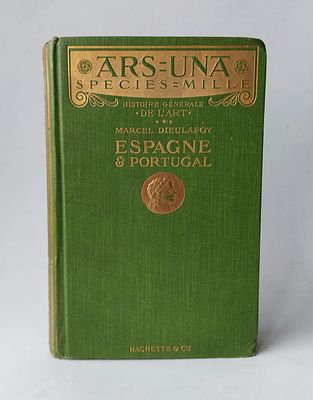 ARS=UNA
SPECIES=MILLE
HISTOIRE GÉNÉRALE
·DE L'ART·
MARCEL DIEULAFOY
ESPAGNE
& PORTUGAL
HACHETTE & CIE